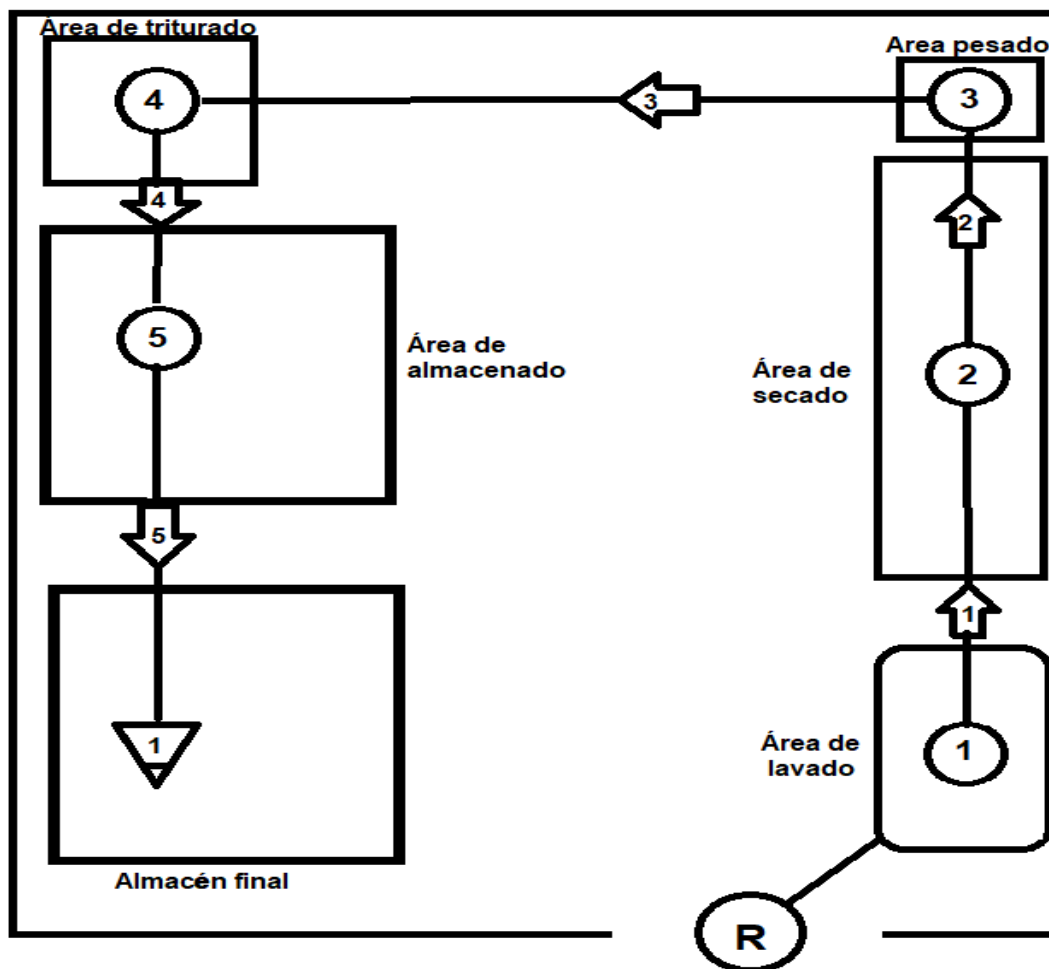 Área de triturado
Area pesado
4
3
3
4
2
5
Área de
almacenado
2
Área de
secado
5
1
1
Área de
lavado
1
Almacén final
R